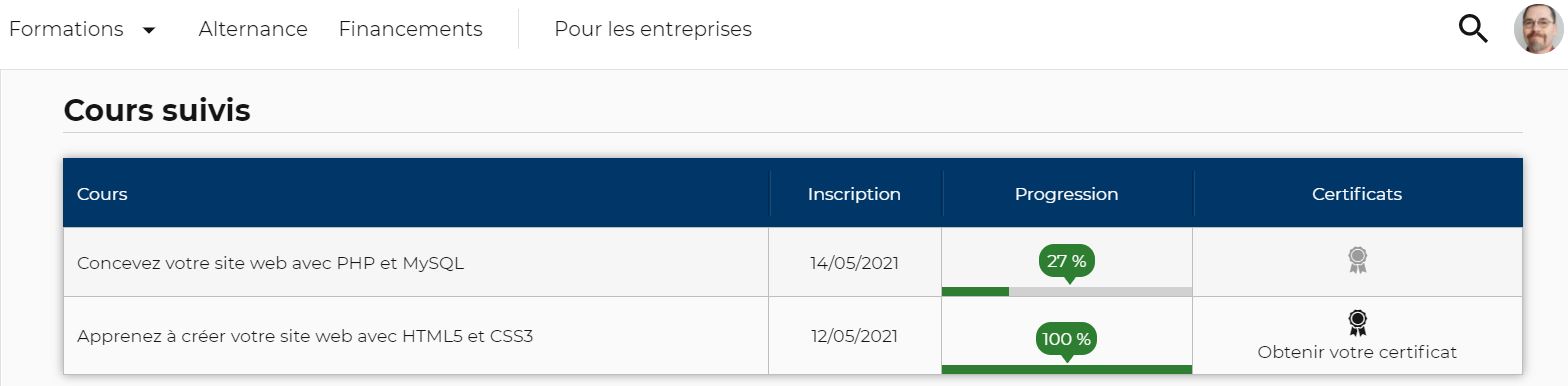 Formations Alternance Financements Pour les entreprises
Cours suivis
Cours Inscription Progression Certificats
Concevez votre site web avec PHP et MySQL 14/05/2021 27 %
Apprenez à créer votre site web avec HTML5 et CSS3 12/05/2021 100 % Obtenir votre certificat